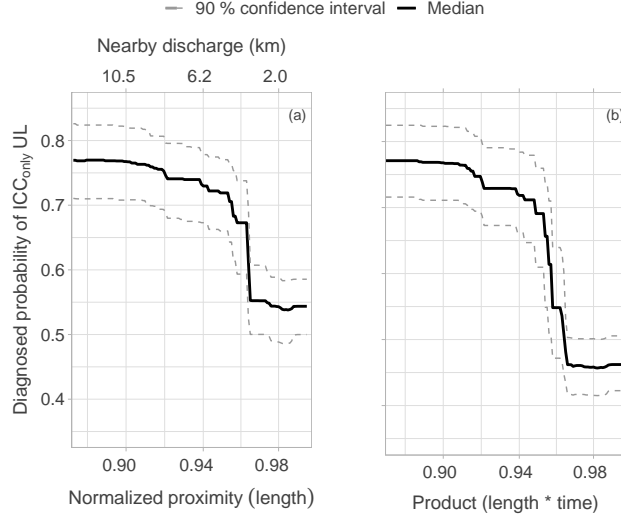 90 % confidence interval Median
Nearby discharge (km)
10.5 6.2 2.0
(a) (b)
Diagnosed probability of ICConly UL
0.8
0.7
0.6
0.5
0.4
0.90 0.94 0.98 0.90 0.94 0.98
Normalized proximity (length) Product (length * time)